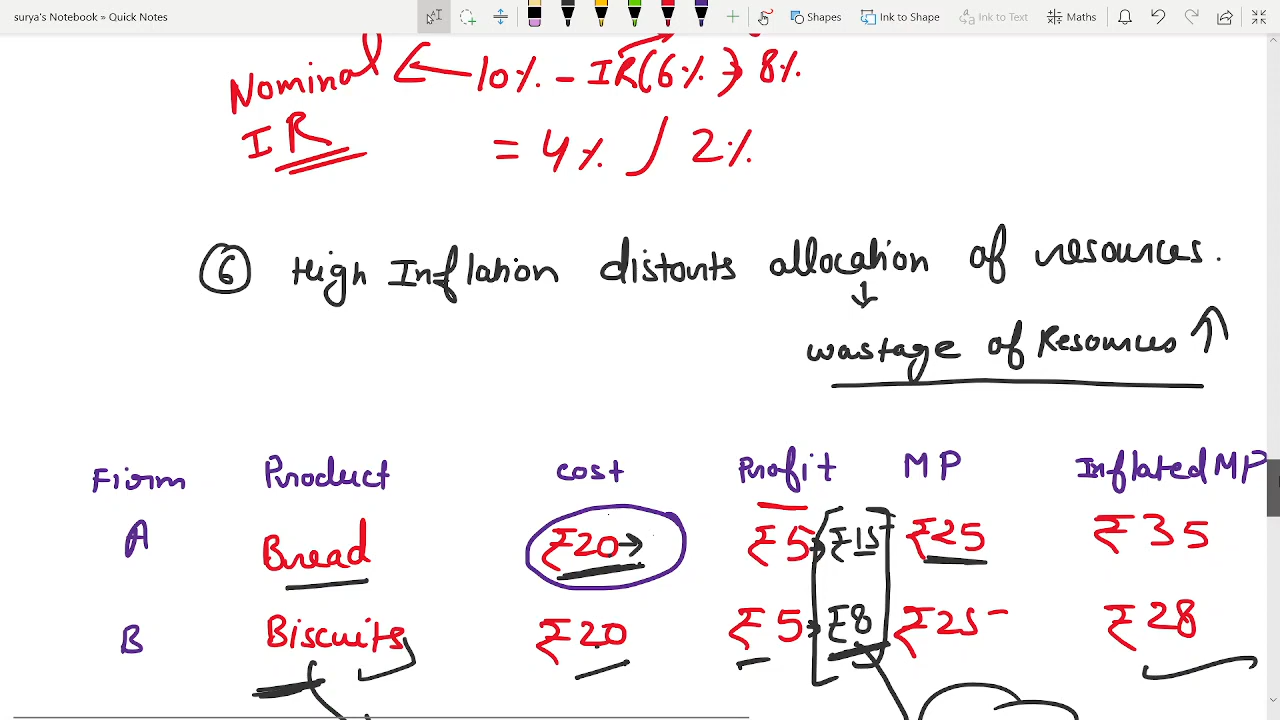 surya's Notebook » Quick Notes
Shapes Ink to Shape Ink to Text Maths
Nominal ← 10% - IR(6%) → 8%
IR = 4% / 2%
6 High Inflation distonts allocation of resources.
↓
wastage of Resources ↑
Firm Product cost Profit MP Inflated MP
A Bread ₹20→ ₹5→ ₹15 ₹25 ₹35
B Biscuits ₹20 ₹5→ ₹8 ₹25 ₹28